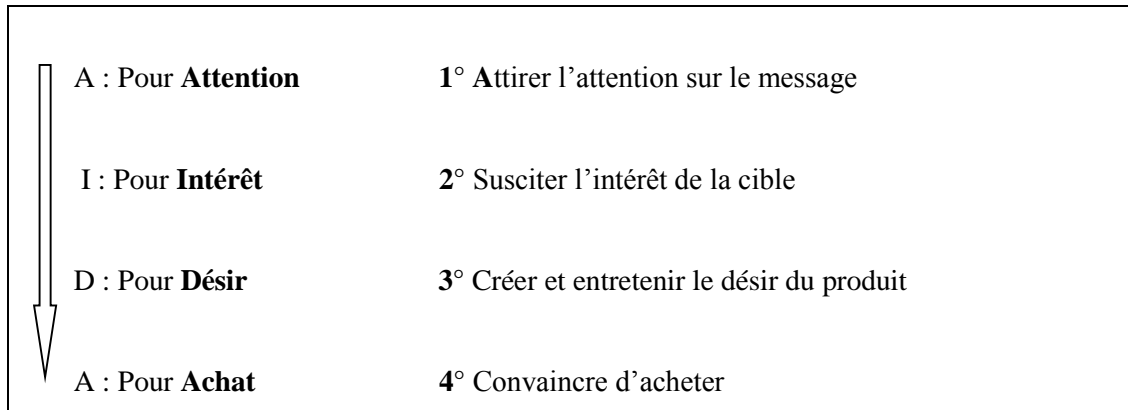 A : Pour Attention 1° Attirer l’attention sur le message
I : Pour Intérêt 2° Susciter l’intérêt de la cible
D : Pour Désir 3° Créer et entretenir le désir du produit
A : Pour Achat 4° Convaincre d’acheter